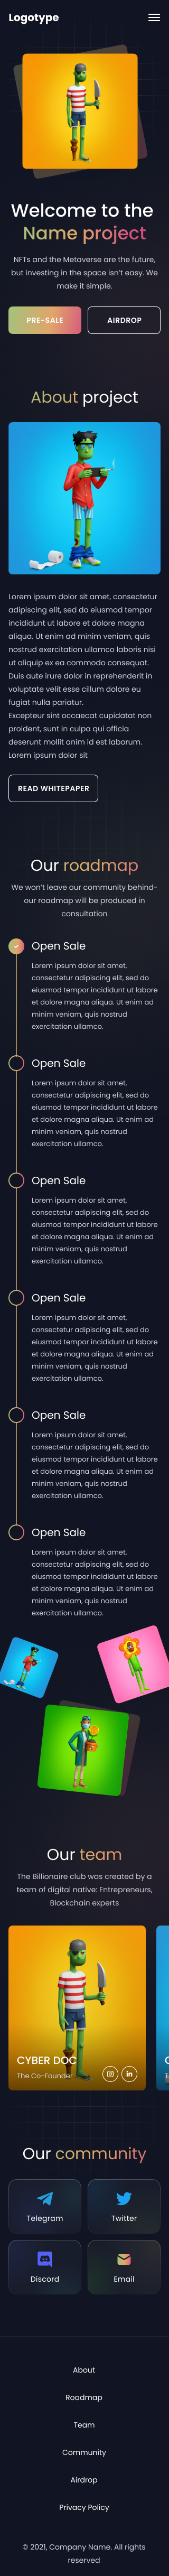 Logotype
Welcome to the
Name project
NFTs and the Metaverse are the future,
but investing in the space isn't easy. We
make it simple.
PRE-SALE
AIRDROP
About project
Lorem ipsum dolor sit amet, consectetur
adipiscing elit, sed do eiusmod tempor
incididunt ut labore et dolore magna
aliqua. Ut enim ad minim veniam, quis
nostrud exercitation ullamco laboris nisi
ut aliquip ex ea commodo consequat.
Duis aute irure dolor in reprehenderit in
voluptate velit esse cillum dolore eu
fugiat nulla pariatur.
Excepteur sint occaecat cupidatat non
proident, sunt in culpa qui officia
deserunt mollit anim id est laborum.
Lorem ipsum dolor sit
READ WHITEPAPER
Our roadmap
We won't leave our community behind-
our roadmap will be produced in
consultation
Open Sale
Lorem ipsum dolor sit amet,
consectetur adipiscing elit, sed do
eiusmod tempor incididunt ut labore
et dolore magna aliqua. Ut enim ad
minim veniam, quis nostrud
exercitation ullamco.
Open Sale
Lorem ipsum dolor sit amet,
consectetur adipiscing elit, sed do
eiusmod tempor incididunt ut labore
et dolore magna aliqua. Ut enim ad
minim veniam, quis nostrud
exercitation ullamco.
Open Sale
Lorem ipsum dolor sit amet,
consectetur adipiscing elit, sed do
eiusmod tempor incididunt ut labore
et dolore magna aliqua. Ut enim ad
minim veniam, quis nostrud
exercitation ullamco.
Open Sale
Lorem ipsum dolor sit amet,
consectetur adipiscing elit, sed do
eiusmod tempor incididunt ut labore
et dolore magna aliqua. Ut enim ad
minim veniam, quis nostrud
exercitation ullamco.
Open Sale
Lorem ipsum dolor sit amet,
consectetur adipiscing elit, sed do
eiusmod tempor incididunt ut labore
et dolore magna aliqua. Ut enim ad
minim veniam, quis nostrud
exercitation ullamco.
Open Sale
Lorem ipsum dolor sit amet,
consectetur adipiscing elit, sed do
eiusmod tempor incididunt ut labore
et dolore magna aliqua. Ut enim ad
minim veniam, quis nostrud
exercitation ullamco.
Our team
The Billionaire club was created by a
team of digital native: Entrepreneurs,
Blockchain experts
CYBER DOC
The Co-Founder
in
Our community
Telegram
Twitter
Discord
Email
About
Roadmap
Team
Community
Airdrop
Privacy Policy
© 2021, Company Name. All rights
reserved